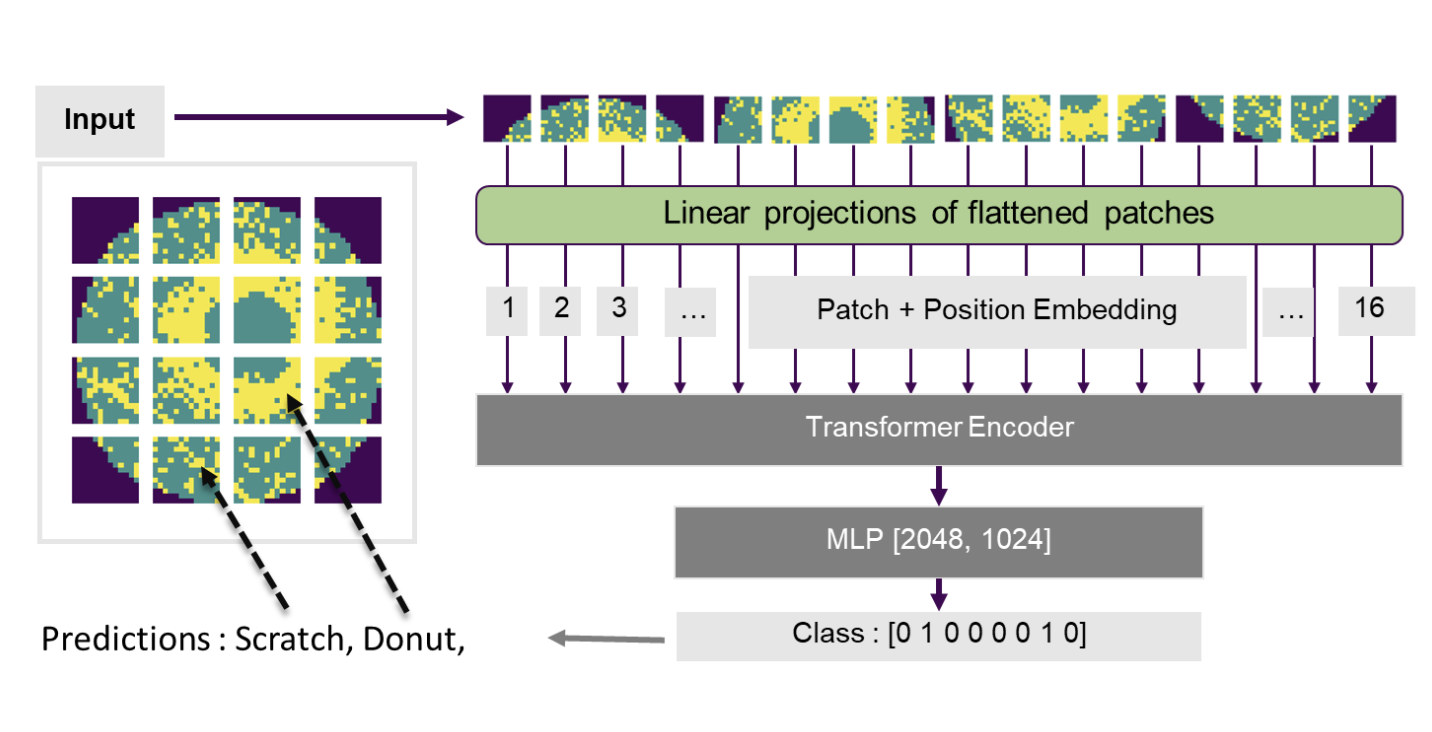 Input
Linear projections of flattened patches
1 2 3 ... Patch + Position Embedding ... 16
Transformer Encoder
MLP [2048, 1024]
Class : [0 1 0 0 0 0 1 0]
Predictions : Scratch, Donut,